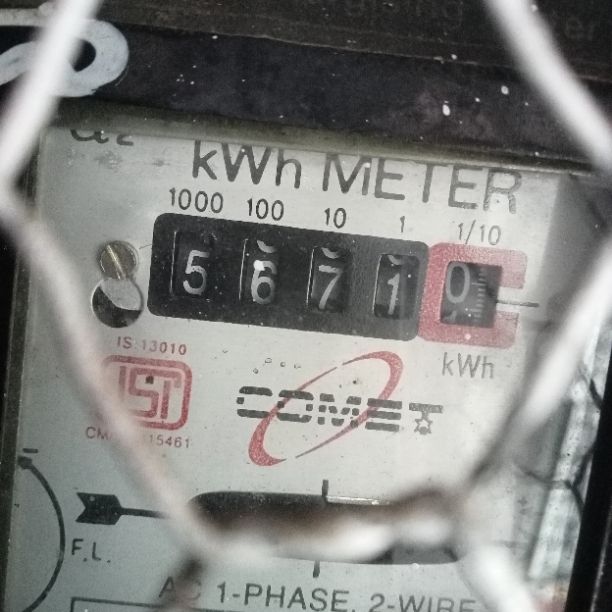 kWh METER
1000 100 10 1 1/10
5 6 7 1 0
kWh
IS:13010
ISI
COMET
F.L.
AC 1-PHASE, 2-WIRE